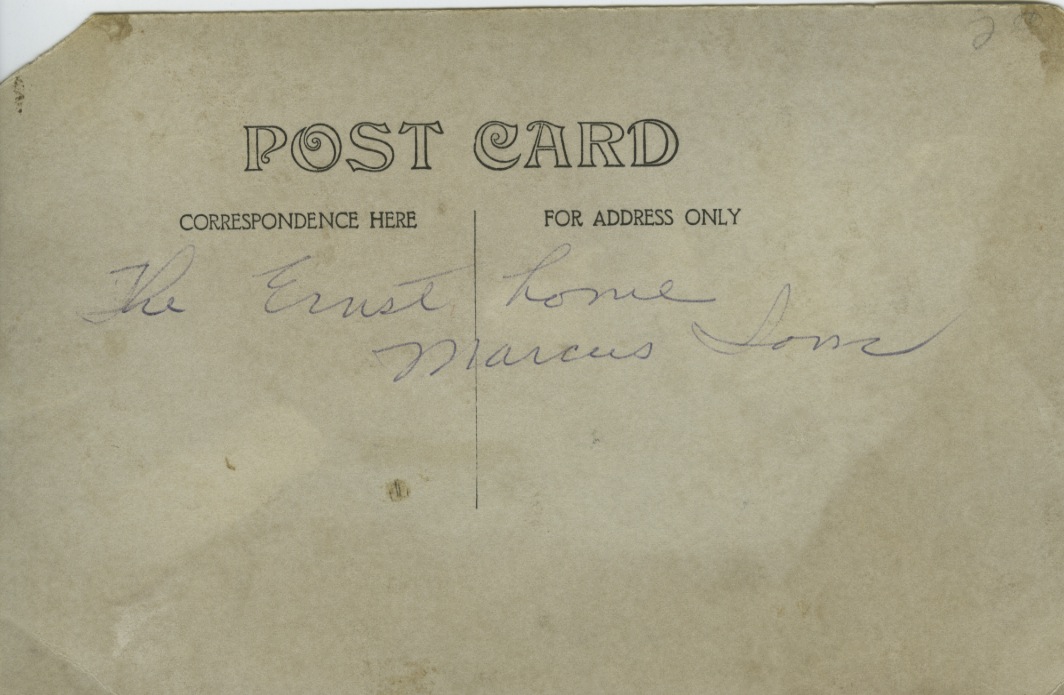 POST CARD
CORRESPONDENCE HERE
FOR ADDRESS ONLY
The Ernst home
Marcus Iowa